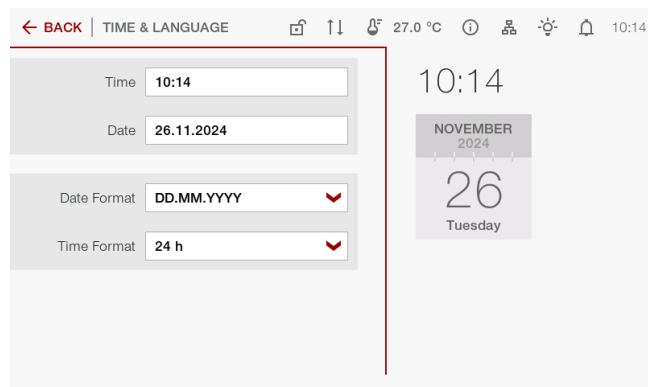 BACK | TIME & LANGUAGE 27.0 °C 10:14
Time 10:14
Date 26.11.2024
Date Format DD.MM.YYYY
Time Format 24 h
10:14
NOVEMBER
2024
26
Tuesday